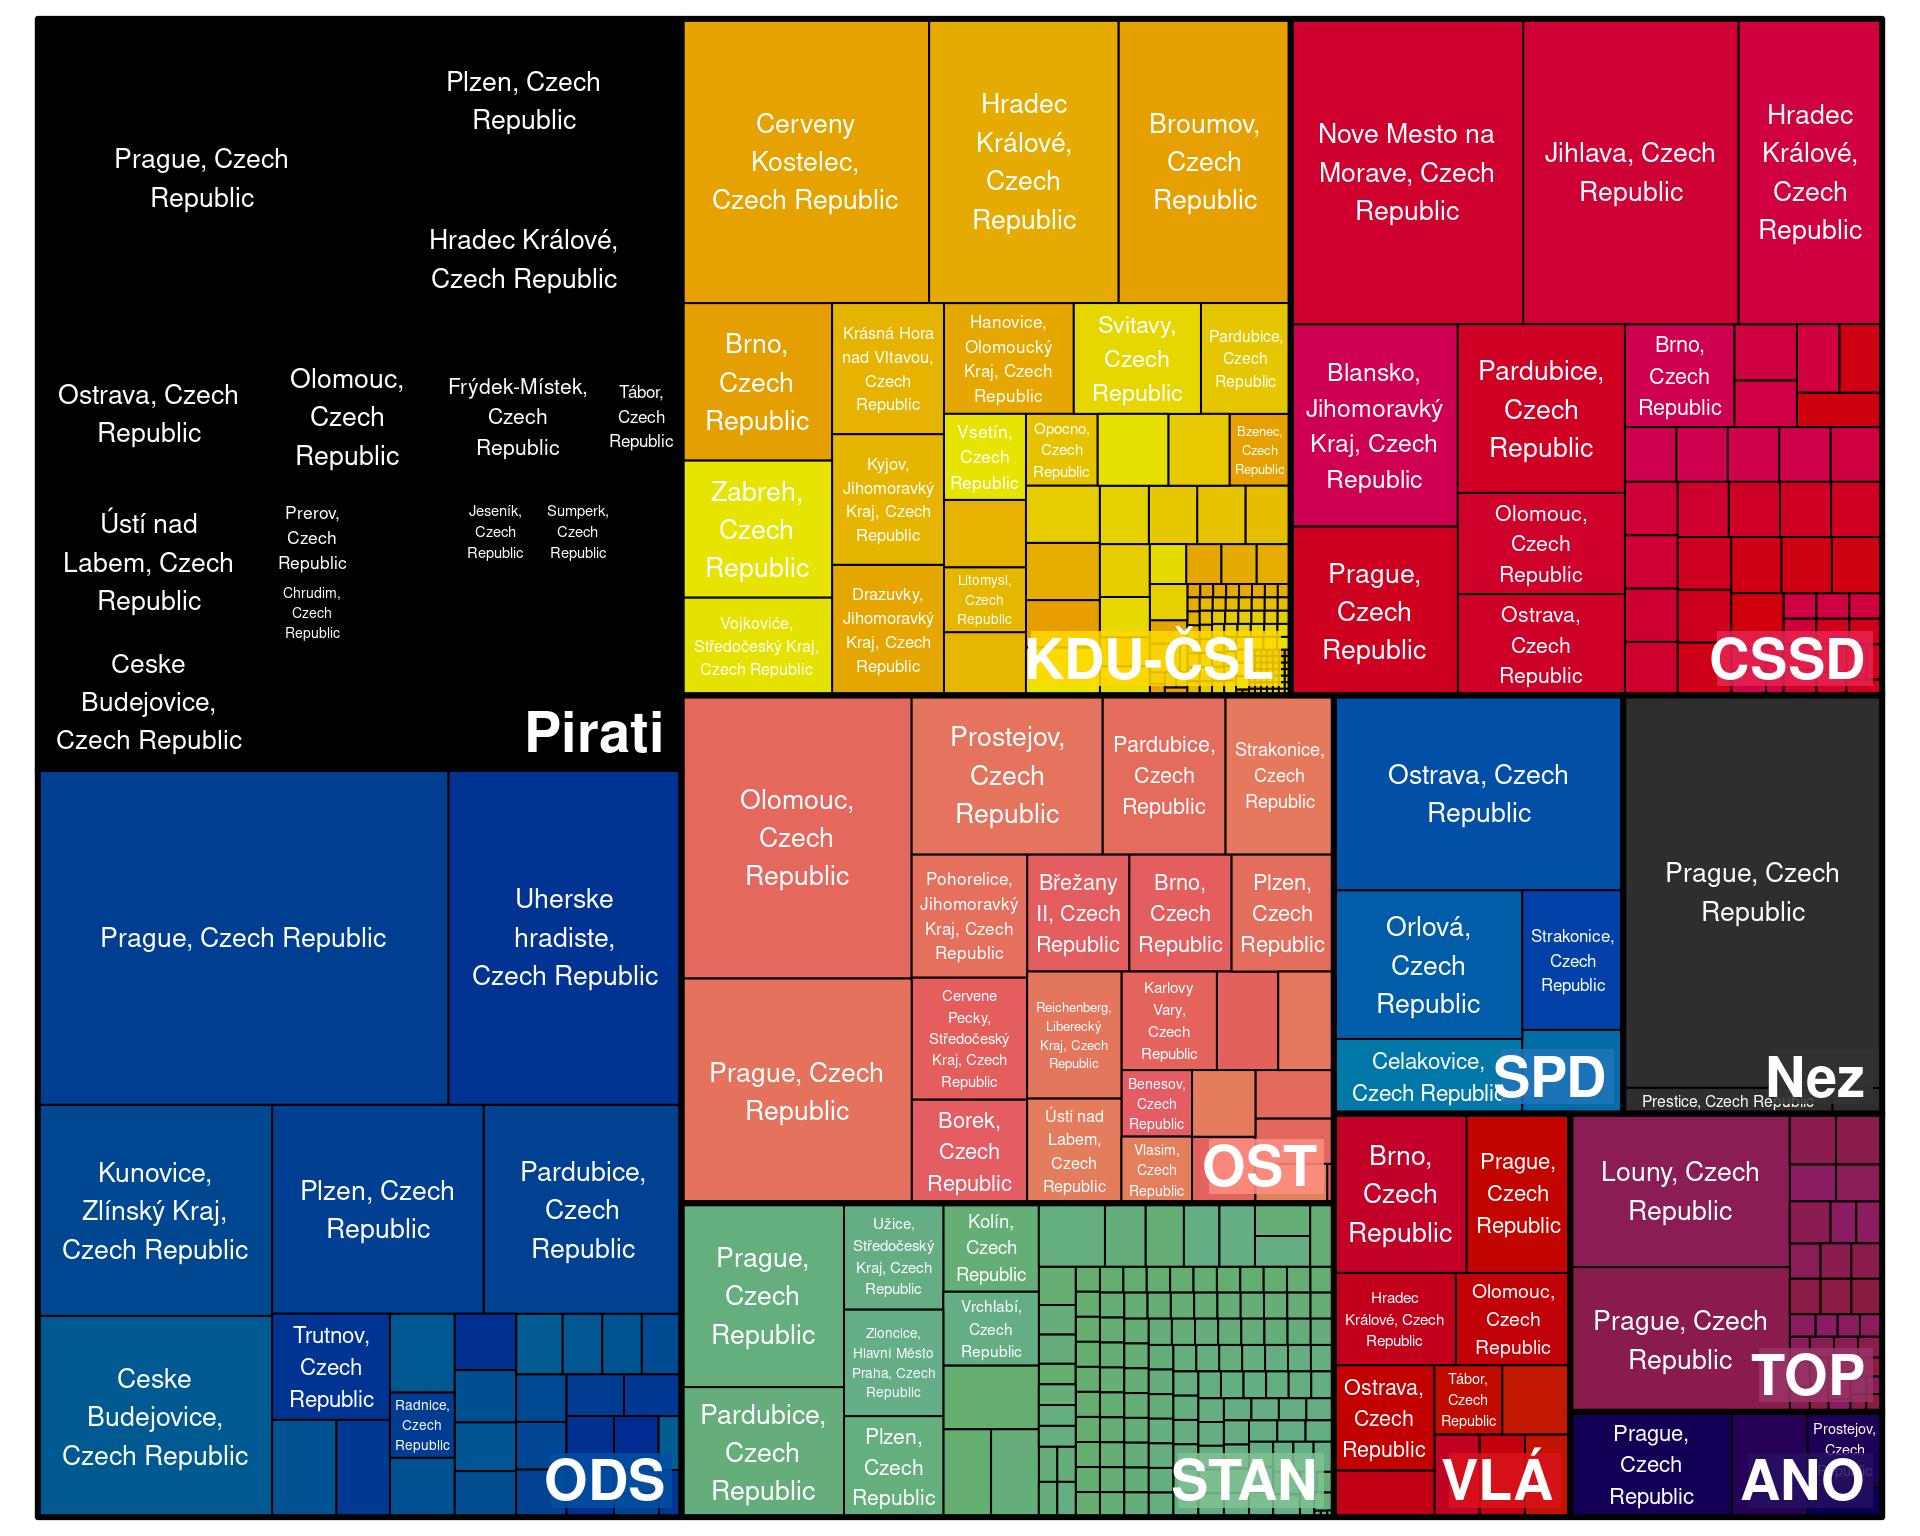 Prague, Czech
Republic
Plzen, Czech
Republic
Hradec Králové,
Czech Republic
Ostrava, Czech
Republic
Olomouc,
Czech
Republic
Frýdek-Místek,
Czech
Republic
Tábor,
Czech
Republic
Ústí nad
Labem, Czech
Republic
Prerov,
Czech
Republic
Jeseník,
Czech
Republic
Sumperk,
Czech
Republic
Chrudim,
Czech
Republic
Ceske
Budejovice,
Czech Republic
Pirati
Cerveny
Kostelec,
Czech Republic
Hradec
Králové,
Czech
Republic
Broumov,
Czech
Republic
Brno,
Czech
Republic
Krásná Hora
nad Vltavou,
Czech
Republic
Hanovice,
Olomoucký
Kraj, Czech
Republic
Svitavy,
Czech
Republic
Pardubice,
Czech
Republic
Zabreh,
Czech
Republic
Kyjov,
Jihomoravký
Kraj, Czech
Republic
Vsetín,
Czech
Republic
Opocno,
Czech
Republic
Bzenec,
Czech
Republic
Vojkoviće,
Středočeský Kraj,
Czech Republic
Drazuvky,
Jihomoravký
Kraj, Czech
Republic
Litomysl,
Czech
Republic
KDU-ČSL
Nove Mesto na
Morave, Czech
Republic
Jihlava, Czech
Republic
Hradec
Králové,
Czech
Republic
Blansko,
Jihomoravký
Kraj, Czech
Republic
Pardubice,
Czech
Republic
Brno,
Czech
Republic
Prague,
Czech
Republic
Olomouc,
Czech
Republic
Ostrava,
Czech
Republic
CSSD
Prague, Czech Republic
Uherske
hradiste,
Czech Republic
Kunovice,
Zlínský Kraj,
Czech Republic
Plzen, Czech
Republic
Pardubice,
Czech
Republic
Ceske
Budejovice,
Czech Republic
Trutnov,
Czech
Republic
Radnice,
Czech
Republic
ODS
Olomouc,
Czech
Republic
Prostejov,
Czech
Republic
Pardubice,
Czech
Republic
Strakonice,
Czech
Republic
Pohorelice,
Jihomoravký
Kraj, Czech
Republic
Břežany
II, Czech
Republic
Brno,
Czech
Republic
Plzen,
Czech
Republic
Prague, Czech
Republic
Cervene
Pecky,
Středočeský
Kraj, Czech
Republic
Reichenberg,
Liberecký
Kraj, Czech
Republic
Karlovy
Vary,
Czech
Republic
Borek,
Czech
Republic
Ústí nad
Labem,
Czech
Republic
Benesov,
Czech
Republic
Vlasim,
Czech
Republic
OST
Prague,
Czech
Republic
Užice,
Středočeský
Kraj, Czech
Republic
Kolín,
Czech
Republic
Zloncice,
Hlavní Město
Praha, Czech
Republic
Vrchlabí,
Czech
Republic
Pardubice,
Czech
Republic
Plzen,
Czech
Republic
STAN
Ostrava, Czech
Republic
Orlová,
Czech
Republic
Strakonice,
Czech
Republic
Celakovice,
Czech Republic
SPD
Prague, Czech
Republic
Prestice, Czech Republic
Nez
Brno,
Czech
Republic
Prague,
Czech
Republic
Hradec
Králové, Czech
Republic
Olomouc,
Czech
Republic
Ostrava,
Czech
Republic
Tábor,
Czech
Republic
VLÁ
Louny, Czech
Republic
Prague, Czech
Republic
TOP
Prague,
Czech
Republic
Prostejov,
Czech
Republic
ANO